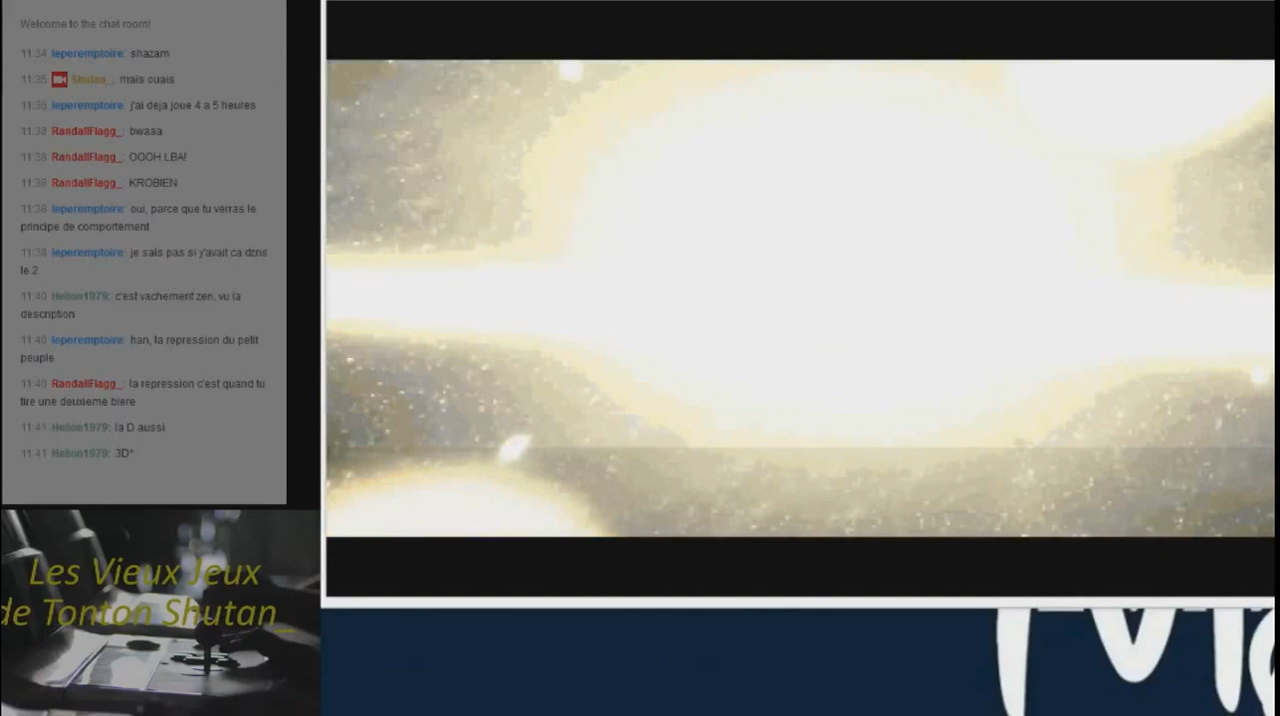 Welcome to the chat room!
11:34 leperemptoire: shazam
11:35 Shutan_: mais ouais
11:35 leperemptoire: j'ai deja joue 4 a 5 heures
11:38 RandallFlagg_: bwaaa
11:38 RandallFlagg_: OOOH LBA!
11:38 RandallFlagg_: KROBIEN
11:38 leperemptoire: oui, parce que tu verras le
principe de comportement
11:38 leperemptoire: je sais pas si y'avait ca dzns
le 2
11:40 Helion1979: c'est vachement zen, vu la
description
11:40 leperemptoire: han, la repression du petit
peuple
11:40 RandallFlagg_: la repression c'est quand tu
tire une deuxieme biere
11:41 Helion1979: la D aussi
11:41 Helion1979: 3D*
Les Vieux Jeux
de Tonton Shutan_